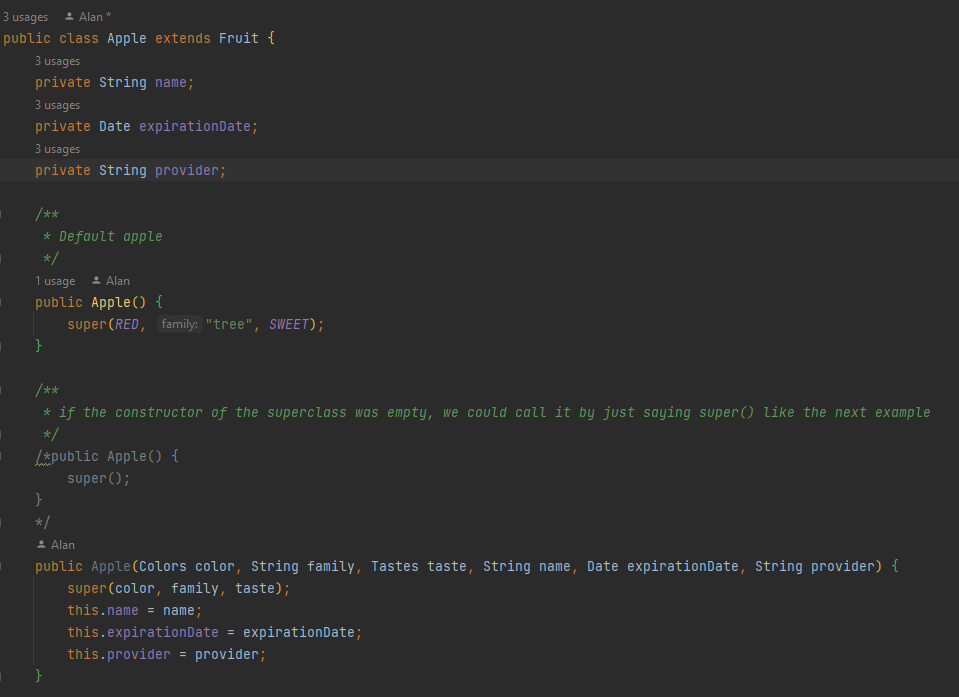 3 usages Alan *
public class Apple extends Fruit {
3 usages
private String name;
3 usages
private Date expirationDate;
3 usages
private String provider;
/**
* Default apple
*/
1 usage Alan
public Apple() {
super(RED, family: "tree", SWEET);
}
/**
* if the constructor of the superclass was empty, we could call it by just saying super() like the next example
*/
/*public Apple() {
super();
}
*/
Alan
public Apple(Colors color, String family, Tastes taste, String name, Date expirationDate, String provider) {
super(color, family, taste);
this.name = name;
this.expirationDate = expirationDate;
this.provider = provider;
}